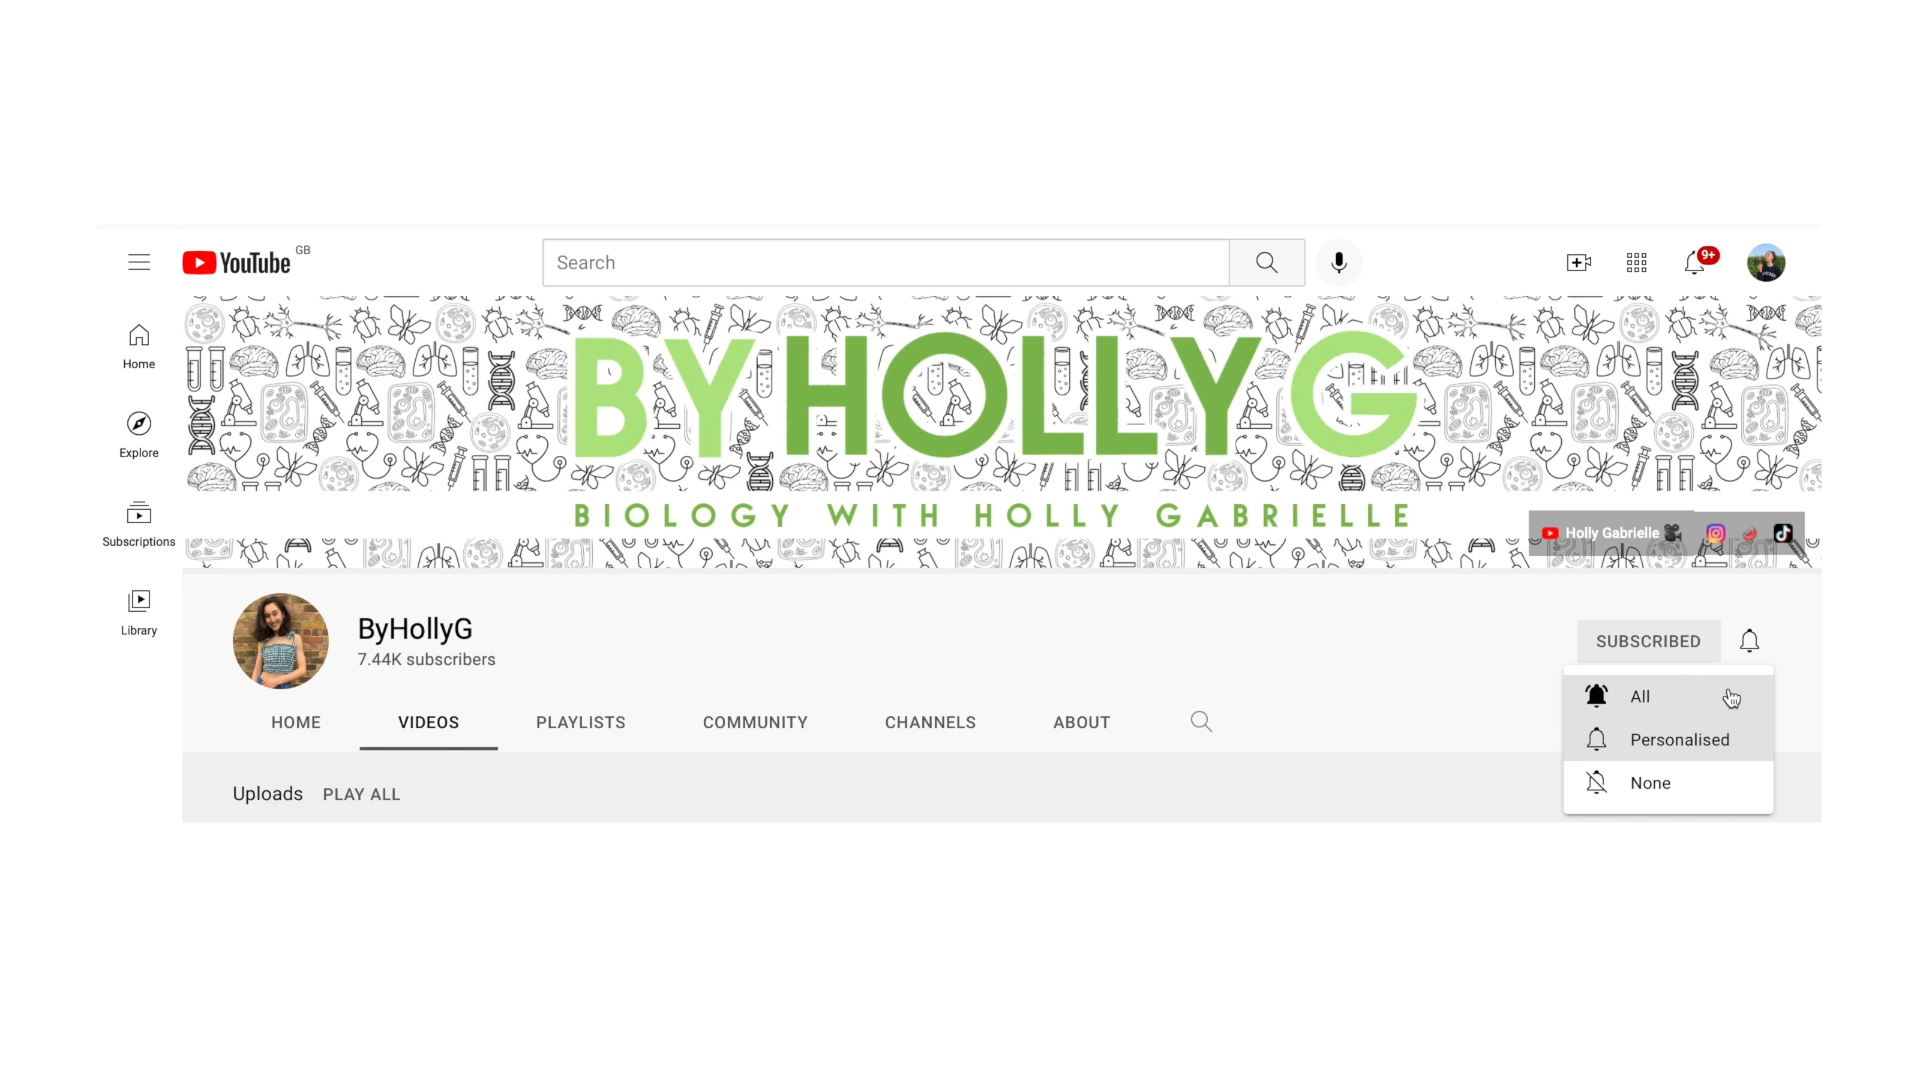 YouTube GB
Search
9+
Home
Explore
Subscriptions
Library
BYHOLLYG
BIOLOGY WITH HOLLY GABRIELLE
Holly Gabrielle
ByHollyG
7.44K subscribers
SUBSCRIBED
All
Personalised
None
HOME VIDEOS PLAYLISTS COMMUNITY CHANNELS ABOUT
Uploads PLAY ALL